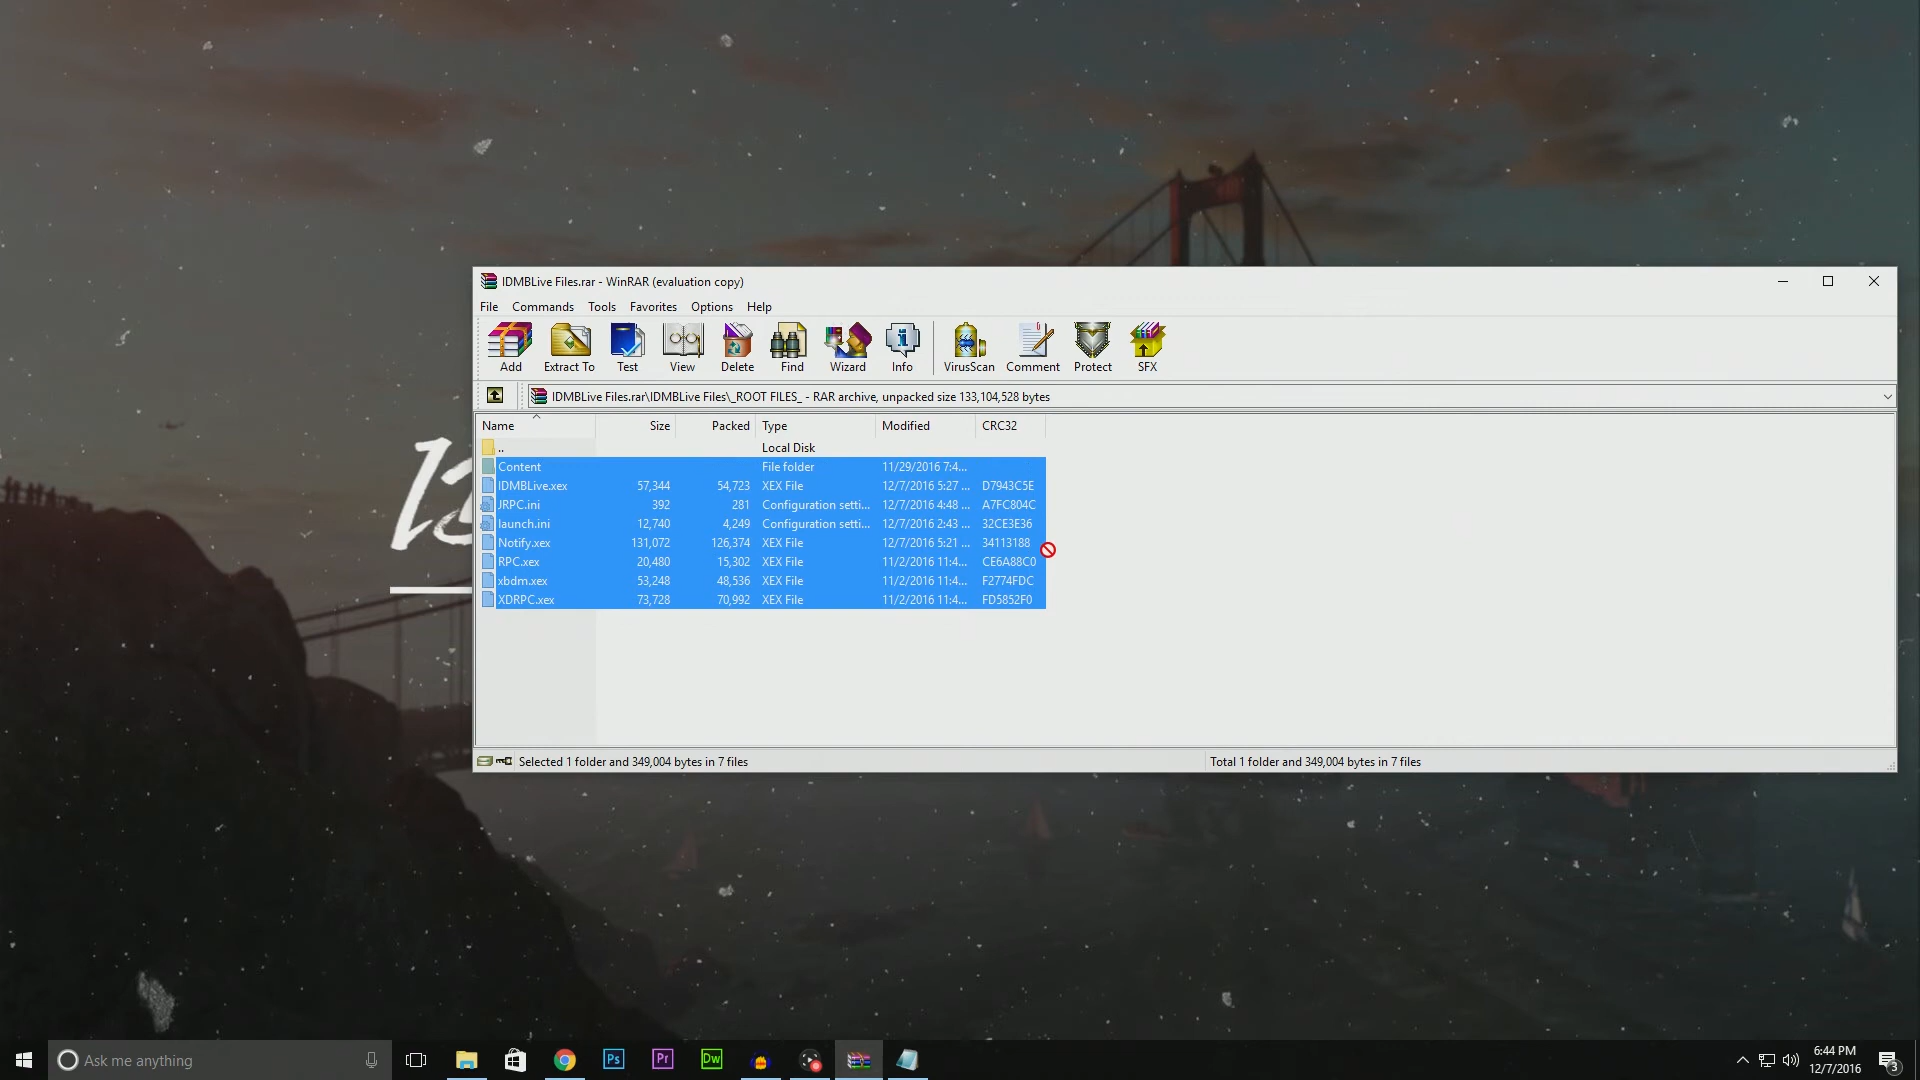 IDMBLive Files.rar - WinRAR (evaluation copy)
File Commands Tools Favorites Options Help
Add Extract To Test View Delete Find Wizard Info VirusScan Comment Protect SFX
IDMBLive Files.rar\IDMBLive Files\_ROOT FILES_ - RAR archive, unpacked size 133,104,528 bytes
Name Size Packed Type Modified CRC32
.. Local Disk
Content File folder 11/29/2016 7:4...
IDMBLive.xex 57,344 54,723 XEX File 12/7/2016 5:27 ... D7943C5E
JRPC.ini 392 281 Configuration setti... 12/7/2016 4:48 ... A7FC804C
launch.ini 12,740 4,249 Configuration setti... 12/7/2016 2:43 ... 32CE3E36
Notify.xex 131,072 126,374 XEX File 12/7/2016 5:21 ... 34113188
RPC.xex 20,480 15,302 XEX File 11/2/2016 11:4... CE6A88C0
xbdm.xex 53,248 48,536 XEX File 11/2/2016 11:4... F2774FDC
XDRPC.xex 73,728 70,992 XEX File 11/2/2016 11:4... FD5852F0
Selected 1 folder and 349,004 bytes in 7 files Total 1 folder and 349,004 bytes in 7 files
Ask me anything
Ps Pr Dw
6:44 PM
12/7/2016
3